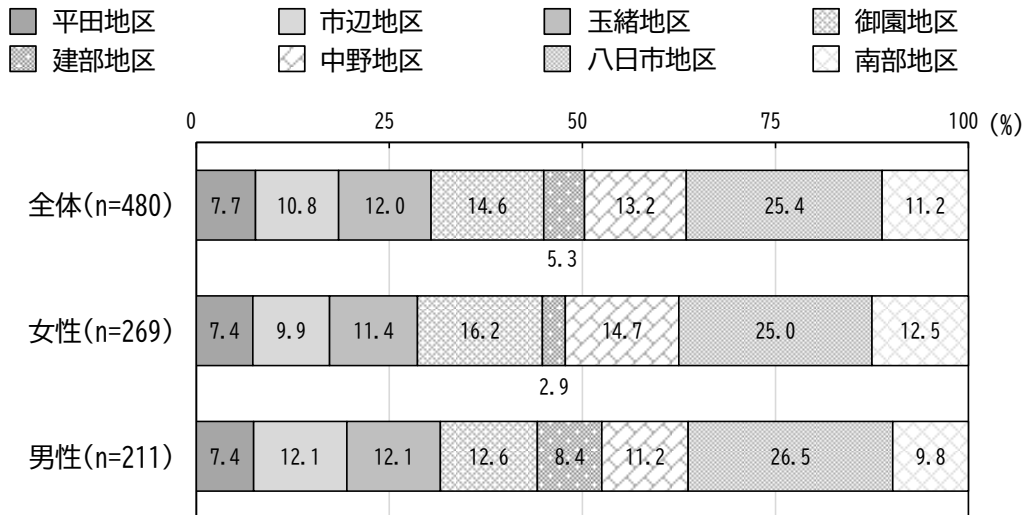 平田地区 市辺地区 玉緒地区 御園地区
建部地区 中野地区 八日市地区 南部地区
0 25 50 75 100 (%)
全体(n=480) 7.7 10.8 12.0 14.6 13.2 25.4 11.2
5.3
女性(n=269) 7.4 9.9 11.4 16.2 14.7 25.0 12.5
2.9
男性(n=211) 7.4 12.1 12.1 12.6 8.4 11.2 26.5 9.8